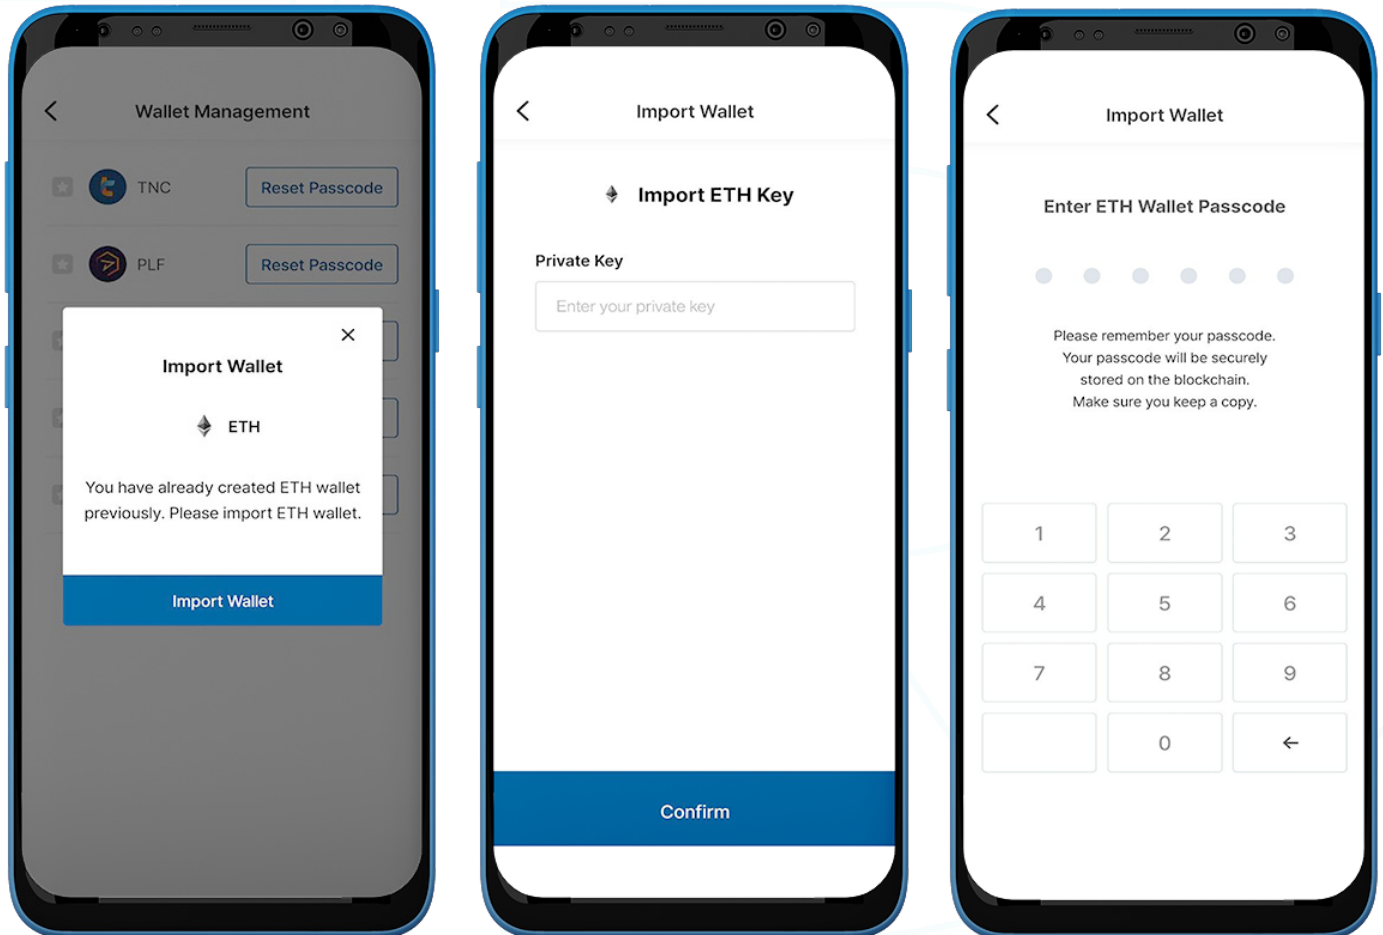 Wallet Management
TNC
Reset Passcode
PLF
Reset Passcode
Import Wallet
ETH
You have already created ETH wallet
previously. Please import ETH wallet.
Import Wallet
Import Wallet
Import ETH Key
Private Key
Enter your private key
Confirm
Import Wallet
Enter ETH Wallet Passcode
Please remember your passcode.
Your passcode will be securely
stored on the blockchain.
Make sure you keep a copy.
1 2 3
4 5 6
7 8 9
0